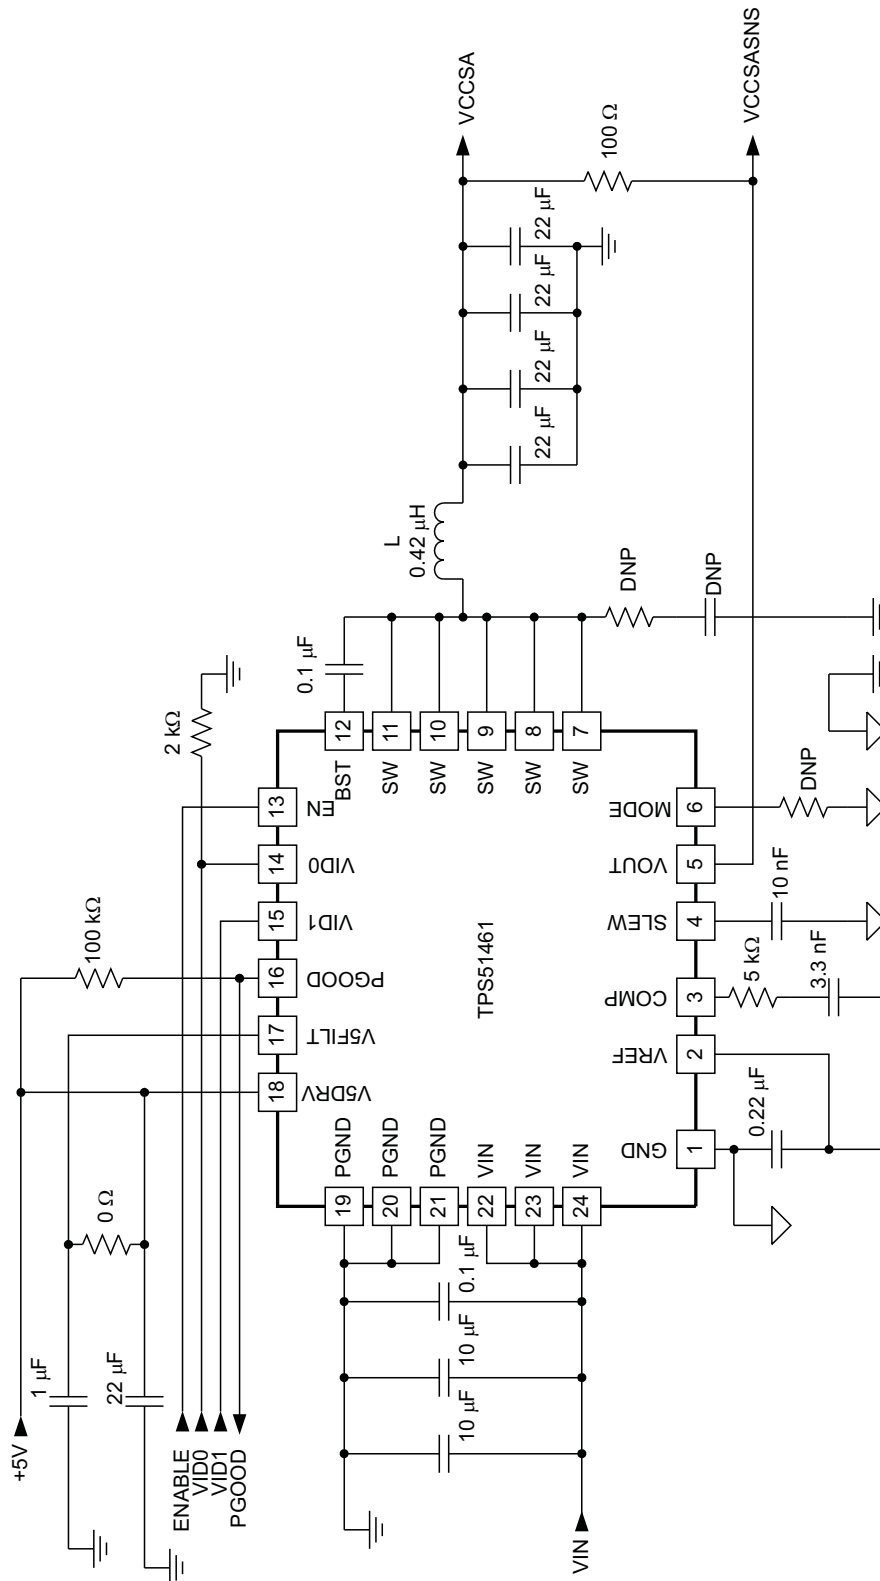 +5V
1 µF
22 µF
0 Ω
100 kΩ
2 kΩ
ENABLE
VID0
VID1
PGOOD
18
17
16
15
14
13
V5DRV
V5FILT
PGOOD
VID1
VID0
EN
19
PGND
20
PGND
21
PGND
22
VIN
23
VIN
24
VIN
10 µF
10 µF
0.1 µF
VIN
TPS51461
BST
12
SW
11
SW
10
SW
9
SW
8
SW
7
0.1 µF
L
0.42 µH
22 µF
22 µF
22 µF
22 µF
VCCSA
100 Ω
VCCSASNS
DNP
DNP
GND
VREF
COMP
SLEW
VOUT
MODE
1
2
3
4
5
6
0.22 µF
5 kΩ
3.3 nF
10 nF
DNP